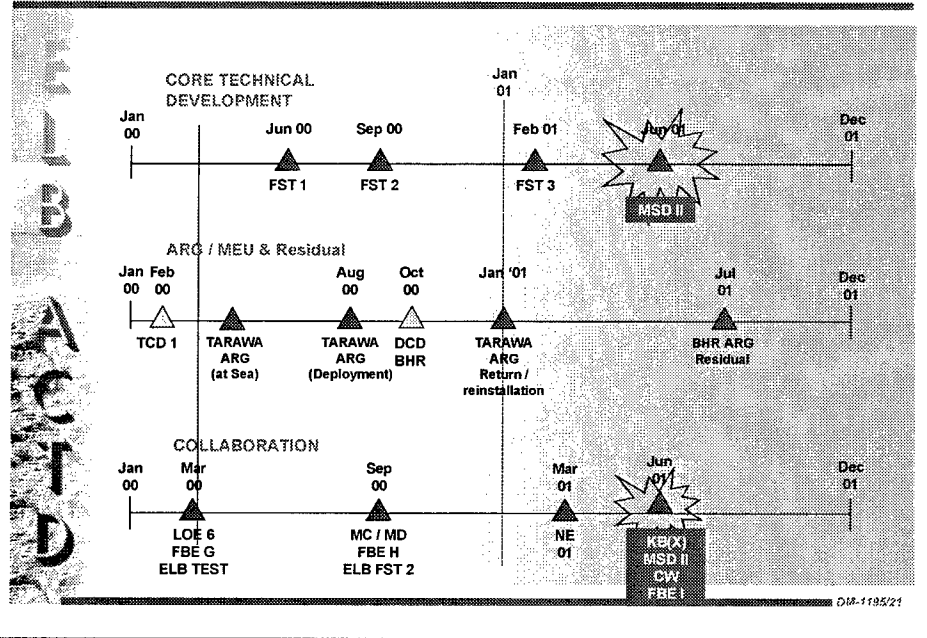 ELB ACTD
CORE TECHNICAL
DEVELOPMENT
Jan
00
Jan
01
Jun 00
Sep 00
Feb 01
Jun 01
Dec
01
FST 1
FST 2
FST 3
MSD II
ARG / MEU & Residual
Jan
00
Feb
00
Aug
00
Oct
00
Jan '01
Jul
01
Dec
01
TCD 1
TARAWA
ARG
(at Sea)
TARAWA
ARG
(Deployment)
DCD
BHR
TARAWA
ARG
Return /
reinstallation
BHR ARG
Residual
COLLABORATION
Jan
00
Mar
00
Sep
00
Mar
01
Jun
01
Dec
01
LOE 6
FBE G
ELB TEST
MC / MD
FBE H
ELB FST 2
NE
01
KB(X)
MSD II
CW
FBE I
DM-1195/21